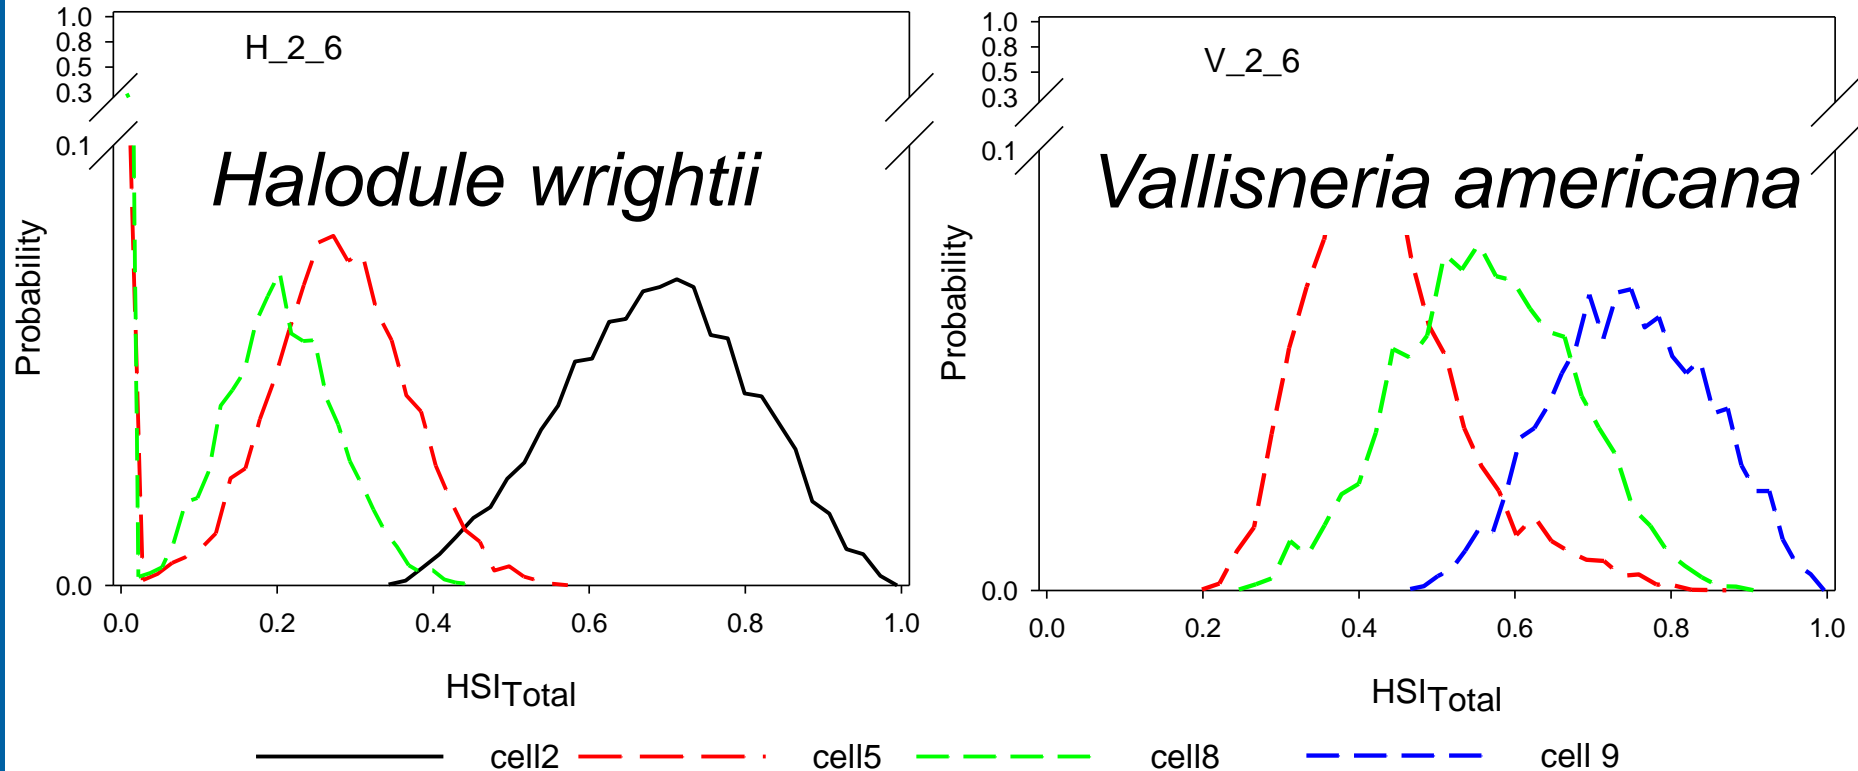 1.0
0.8
0.5
0.3
0.1
0.0
H_2_6
Halodule wrightii
Probability
0.0 0.2 0.4 0.6 0.8 1.0
HSITotal
1.0
0.8
0.5
0.3
0.1
0.0
V_2_6
Vallisneria americana
Probability
0.0 0.2 0.4 0.6 0.8 1.0
HSITotal
cell2 cell5 cell8 cell 9